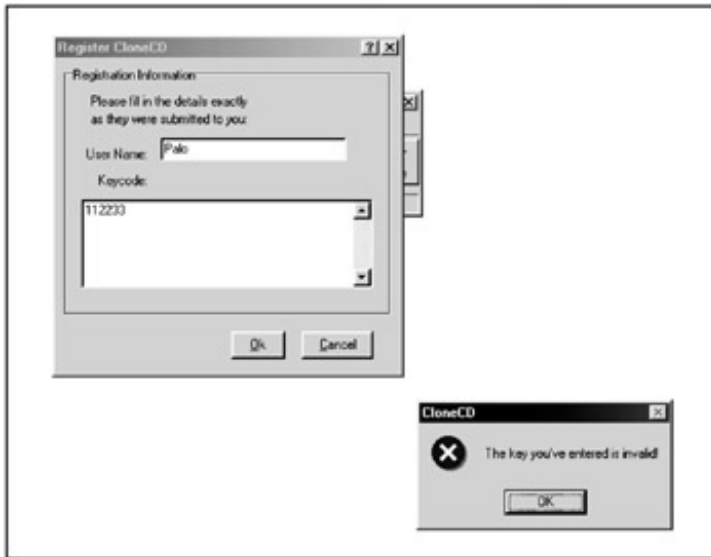 Register CloneCD
Registration Information
Please fill in the details exactly
as they were submitted to you:
User Name: Palo
Keycode:
112233
Ok Cancel
CloneCD
The key you've entered is invalid!
OK